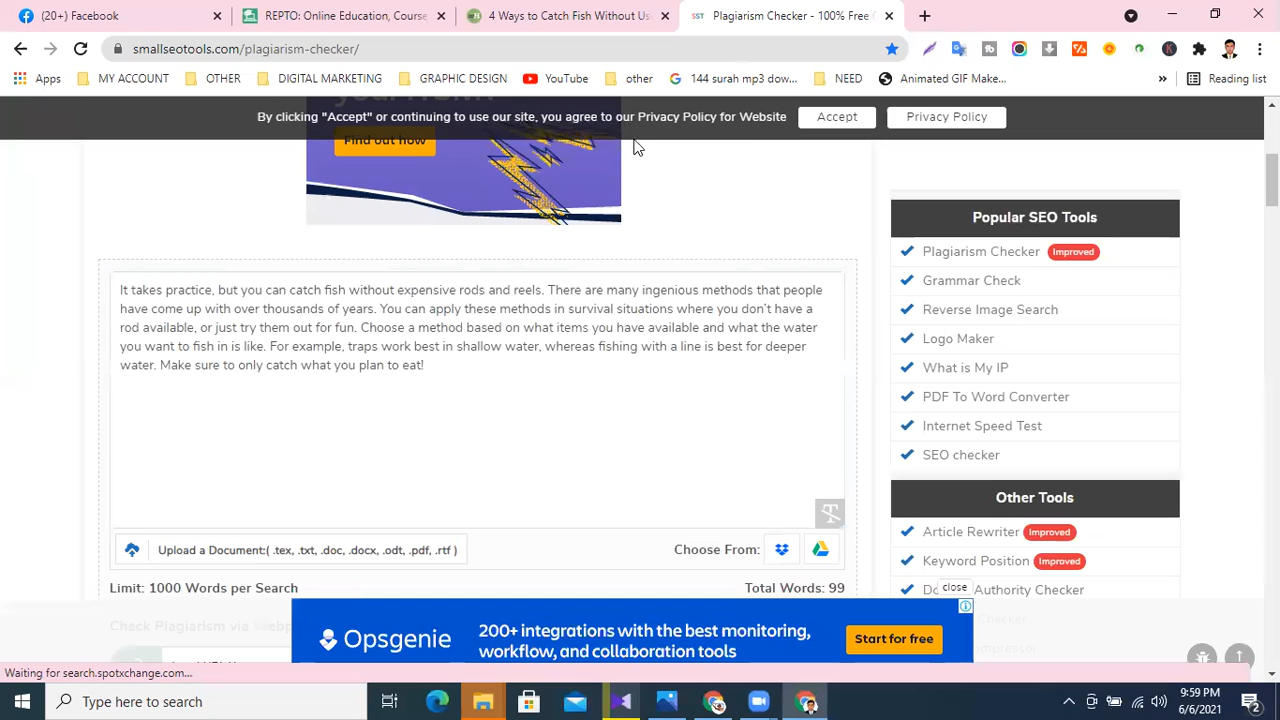 (20+) Facebook
REPTO: Online Education, Course
4 Ways to Catch Fish Without Us
SST Plagiarism Checker - 100% Free
smallseotools.com/plagiarism-checker/
Apps
MY ACCOUNT
OTHER
DIGITAL MARKETING
GRAPHIC DESIGN
YouTube
other
144 surah mp3 dow...
NEED
Animated GIF Make...
»
Reading list
By clicking "Accept" or continuing to use our site, you agree to our Privacy Policy for Website
Accept
Privacy Policy
Find out now
It takes practice, but you can catch fish without expensive rods and reels. There are many ingenious methods that people
have come up with over thousands of years. You can apply these methods in survival situations where you don't have a
rod available, or just try them out for fun. Choose a method based on what items you have available and what the water
you want to fish in is like. For example, traps work best in shallow water, whereas fishing with a line is best for deeper
water. Make sure to only catch what you plan to eat!
Upload a Document:( .tex, .txt, .doc, .docx, .odt, .pdf, .rtf )
Choose From:
Limit: 1000 Words per Search
Total Words: 99
Check Plagiarism via
Popular SEO Tools
Plagiarism Checker Improved
Grammar Check
Reverse Image Search
Logo Maker
What is My IP
PDF To Word Converter
Internet Speed Test
SEO checker
Other Tools
Article Rewriter Improved
Keyword Position Improved
close
Authority Checker
Opsgenie
200+ integrations with the best monitoring,
workflow, and collaboration tools
Start for free
Waiting for search.spotxchange.com...
Type here to search
9:59 PM
6/6/2021
2